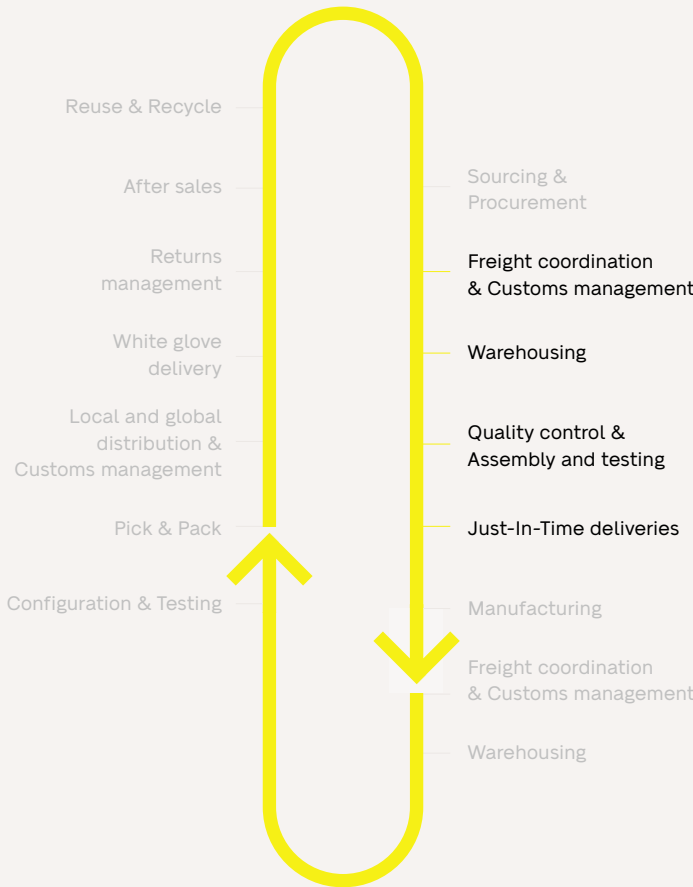 Reuse & Recycle
After sales
Returns
management
White glove
delivery
Local and global
distribution &
Customs management
Pick & Pack
Configuration & Testing
Sourcing &
Procurement
Freight coordination
& Customs management
Warehousing
Quality control &
Assembly and testing
Just-In-Time deliveries
Manufacturing
Freight coordination
& Customs management
Warehousing